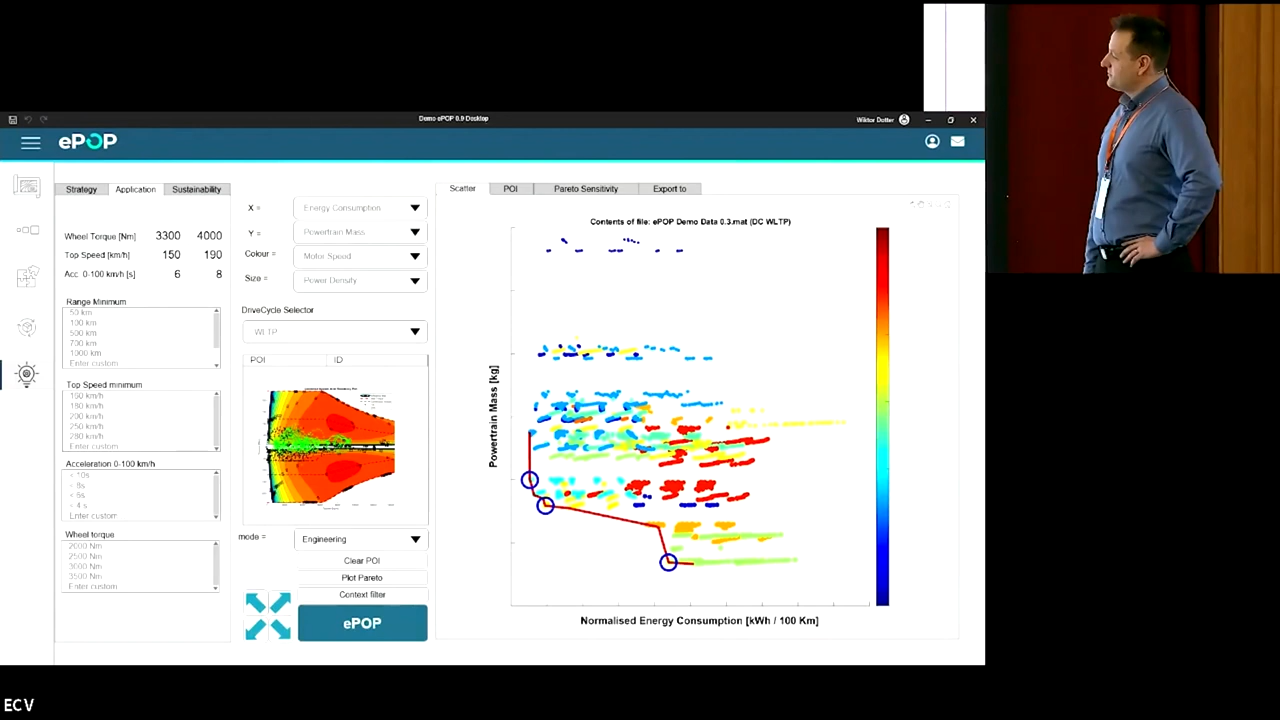 Demo ePOP 0.9 Desktop
Wiktor Dotter
ePOP
Strategy
Application
Sustainability
Wheel Torque [Nm] 3300 4000
Top Speed [km/h] 150 190
Acc. 0-100 kmh/h [s] 6 8
Range Minimum
50 km
100 km
500 km
700 km
1000 km
Enter custom
Top Speed minimum
160 km/h
180 km/h
200 km/h
250 km/h
280 km/h
Enter custom
Acceleration 0-100 km/h
< 10s
< 8s
< 6s
< 4 s
Enter custom
Wheel torque
2000 Nm
2500 Nm
3000 Nm
3500 Nm
Enter custom
X = Energy Consumption
Y = Powertrain Mass
Colour = Motor Speed
Size = Power Density
DriveCycle Selector
WLTP
POI ID
mode = Engineering
Clear POI
Plot Pareto
Context filter
ePOP
Scatter
POI
Pareto Sensitivity
Export to
Contents of file: ePOP Demo Data 0.3.mat (DC WLTP)
Powertrain Mass [kg]
Normalised Energy Consumption [kWh / 100 Km]
ECV